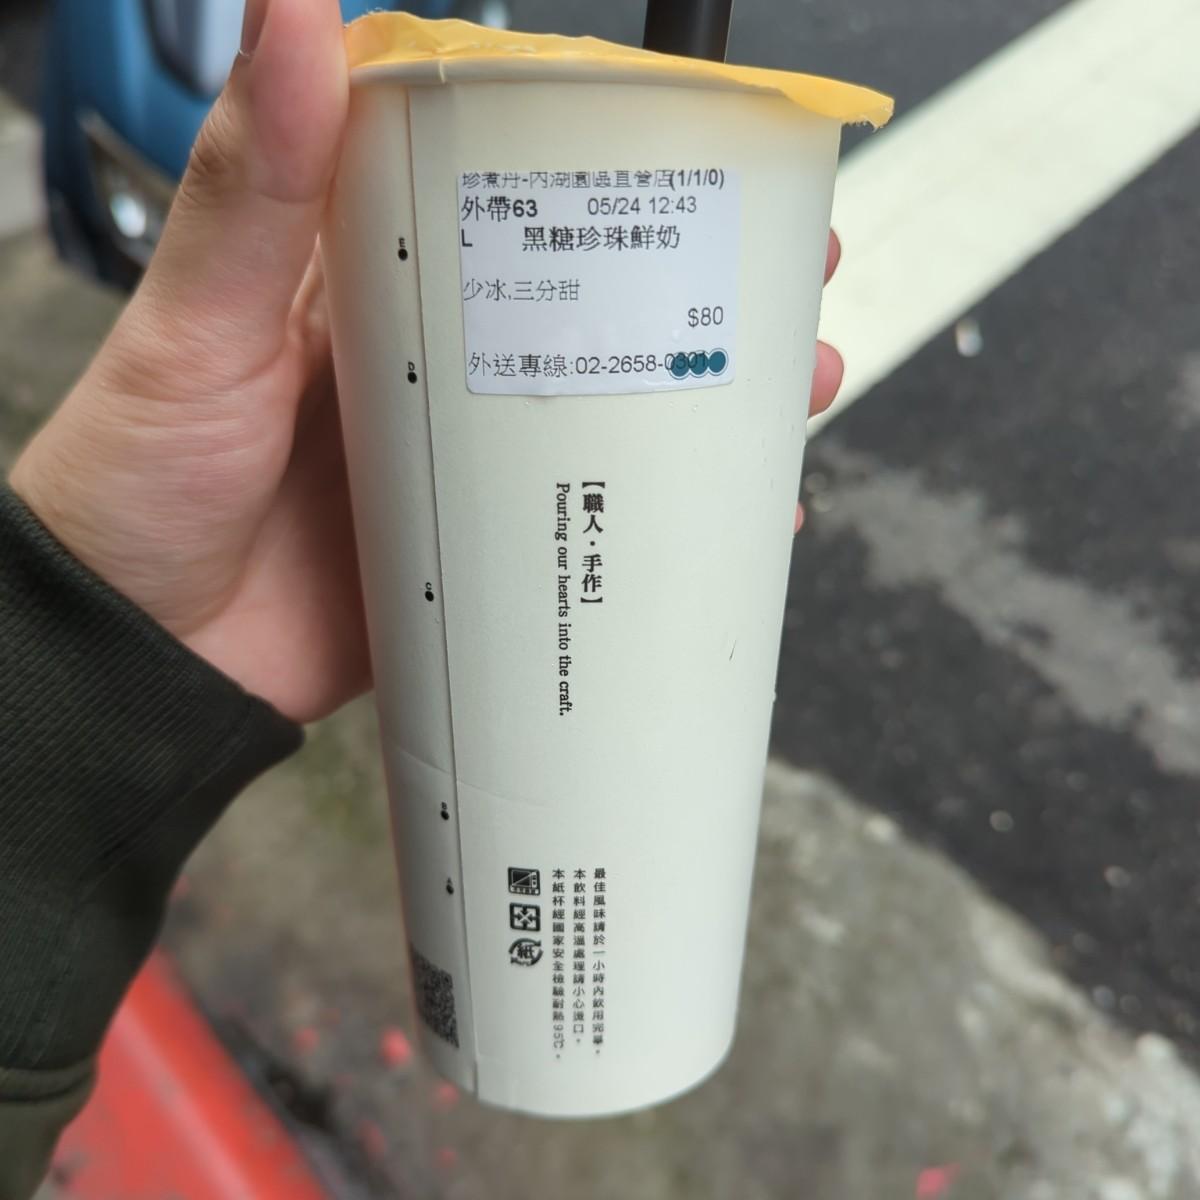 珍煮丹-內湖園區直營店(1/1/0)
外帶63 05/24 12:43
L 黑糖珍珠鮮奶
少冰,三分甜
$80
外送專線:02-2658-0301
E
D
C
B
A
【職人・手作】
Pouring our hearts into the craft.
最佳風味請於一小時內飲用完畢。
本飲料經高溫處理請小心燙口。
本紙杯經國家安全檢驗耐熱95℃。
紙